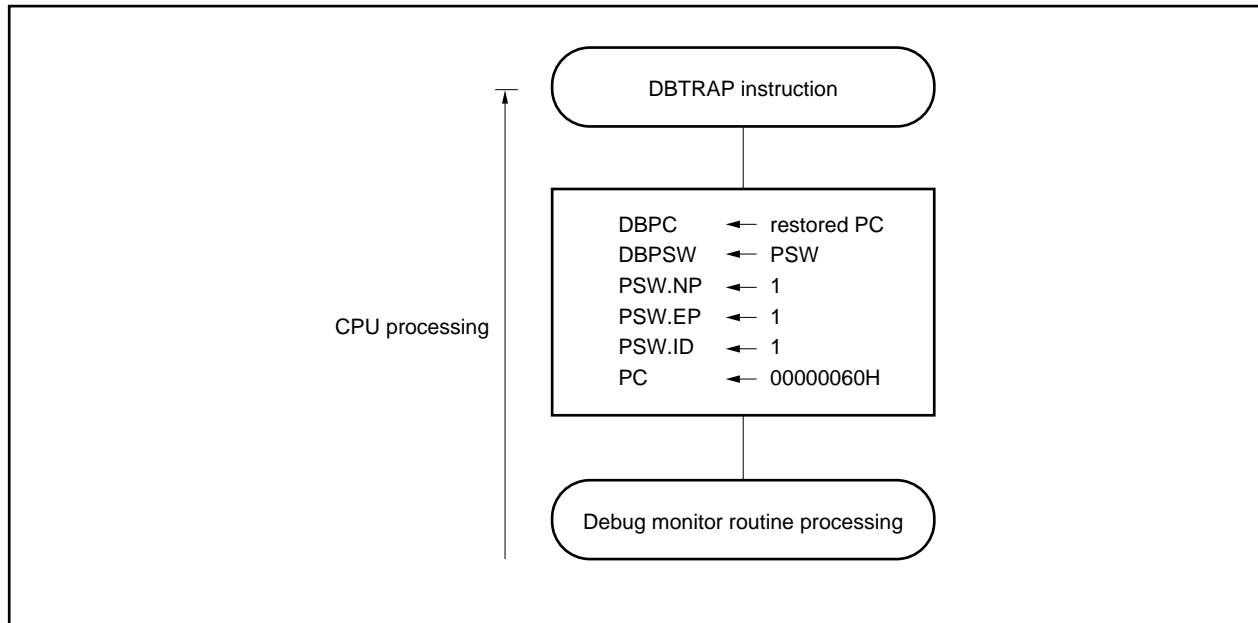 DBTRAP instruction
CPU processing
DBPC ← restored PC
DBPSW ← PSW
PSW.NP ← 1
PSW.EP ← 1
PSW.ID ← 1
PC ← 00000060H
Debug monitor routine processing